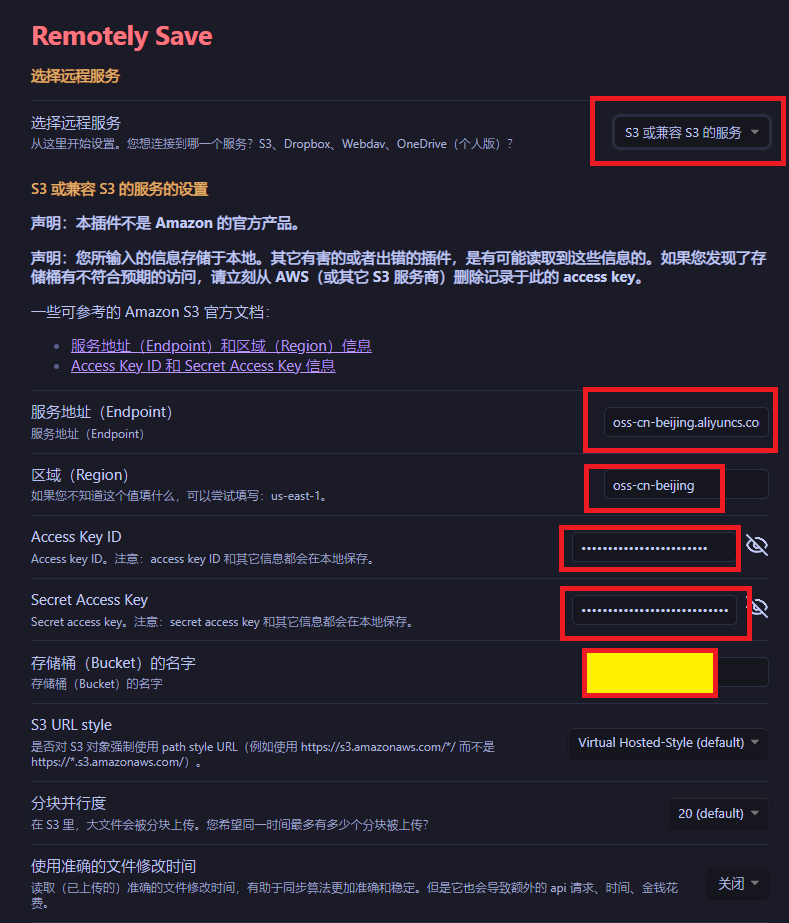 Remotely Save
选择远程服务
选择远程服务
从这里开始设置。您想连接到哪一个服务？S3、Dropbox、Webdav、OneDrive（个人版）？
S3 或兼容 S3 的服务
S3 或兼容 S3 的服务的设置
声明：本插件不是 Amazon 的官方产品。
声明：您所输入的信息存储于本地。其它有害的或者出错的插件，是有可能读取到这些信息的。如果您发现了存
储桶有不符合预期的访问，请立刻从 AWS（或其它 S3 服务商）删除记录于此的 access key。
一些可参考的 Amazon S3 官方文档：
服务地址（Endpoint）和区域（Region）信息
Access Key ID 和 Secret Access Key 信息
服务地址（Endpoint）
服务地址（Endpoint）
oss-cn-beijing.aliyuncs.co
区域（Region）
如果您不知道这个值填什么，可以尝试填写：us-east-1。
oss-cn-beijing
Access Key ID
Access key ID。注意：access key ID 和其它信息都会在本地保存。
Secret Access Key
Secret access key。注意：secret access key 和其它信息都会在本地保存。
存储桶（Bucket）的名字
存储桶（Bucket）的名字
S3 URL style
是否对 S3 对象强制使用 path style URL（例如使用 https://s3.amazonaws.com/*/ 而不是
https://*.s3.amazonaws.com/）。
Virtual Hosted-Style (default)
分块并行度
在 S3 里，大文件会被分块上传。您希望同一时间最多有多少个分块被上传？
20 (default)
使用准确的文件修改时间
读取（已上传的）准确的文件修改时间，有助于同步算法更加准确和稳定。但是它也会导致额外的 api 请求、时间、金钱花
费。
关闭